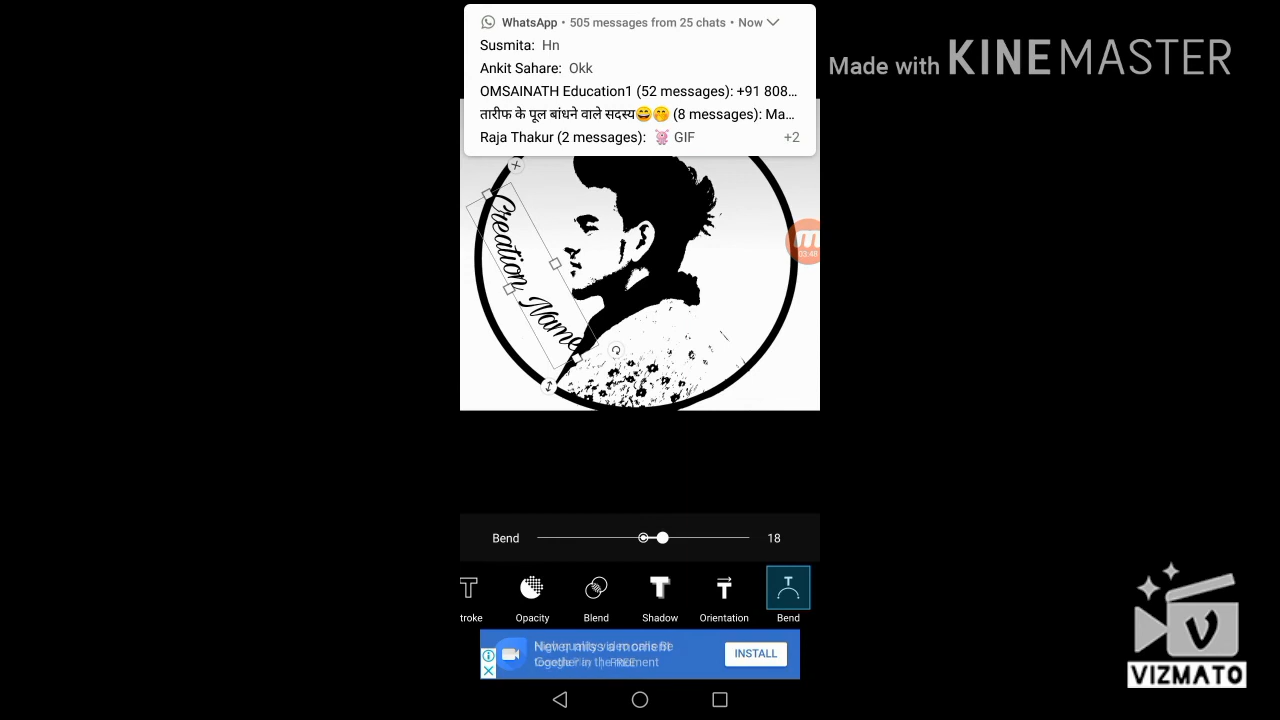 WhatsApp • 505 messages from 25 chats • Now
Susmita: Hn
Ankit Sahare: Okk
OMSAINATH Education1 (52 messages): +91 808...
तारीफ के पूल बांधने वाले सदस्य😄🤭 (8 messages): Ma...
Raja Thakur (2 messages): GIF +2
Made with KINEMASTER
Creation Name
03:48
Bend 18
troke Opacity Blend Shadow Orientation Bend
INSTALL
V
VIZMATO